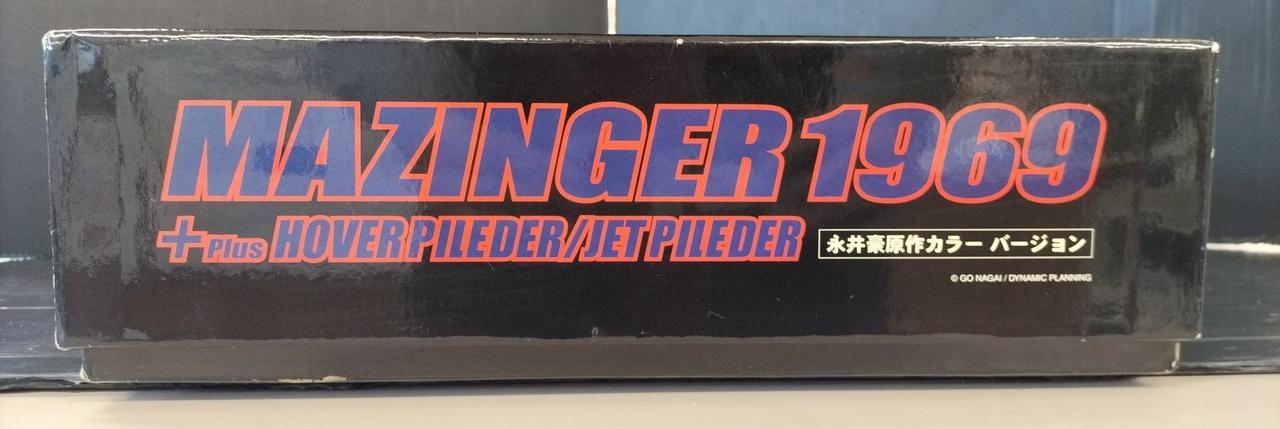 MAZINGER 1969
+Plus HOVER PILEDER/JET PILEDER 永井豪原作カラー バージョン
© GO NAGAI / DYNAMIC PLANNING